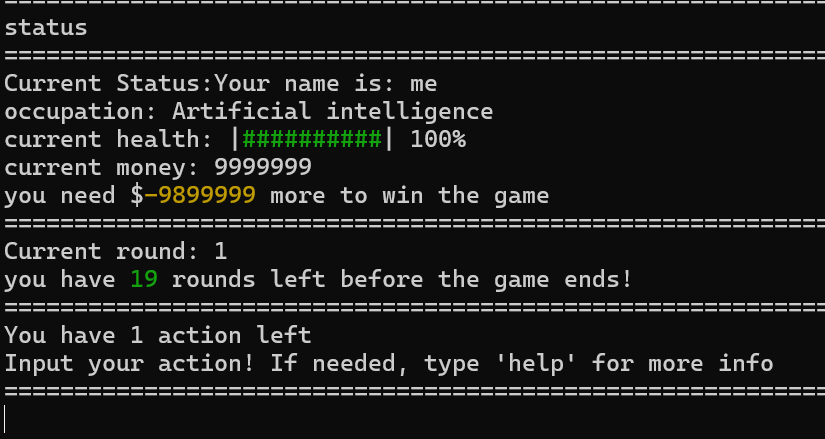 status
==========================================================
Current Status:Your name is: me
occupation: Artificial intelligence
current health: |##########| 100%
current money: 9999999
you need $-9899999 more to win the game
==========================================================
Current round: 1
you have 19 rounds left before the game ends!
==========================================================
You have 1 action left
Input your action! If needed, type 'help' for more info
==========================================================